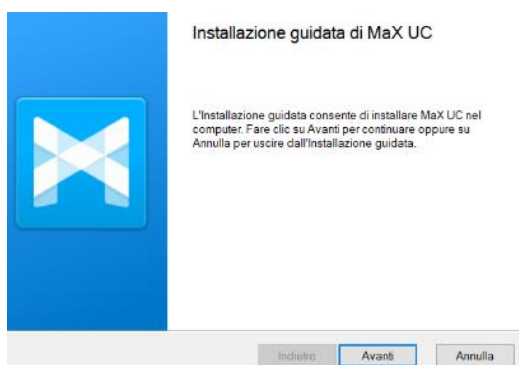 Installazione guidata di MaX UC
L'Installazione guidata consente di installare MaX UC nel
computer. Fare clic su Avanti per continuare oppure su
Annulla per uscire dall'Installazione guidata.
Indietro
Avanti
Annulla